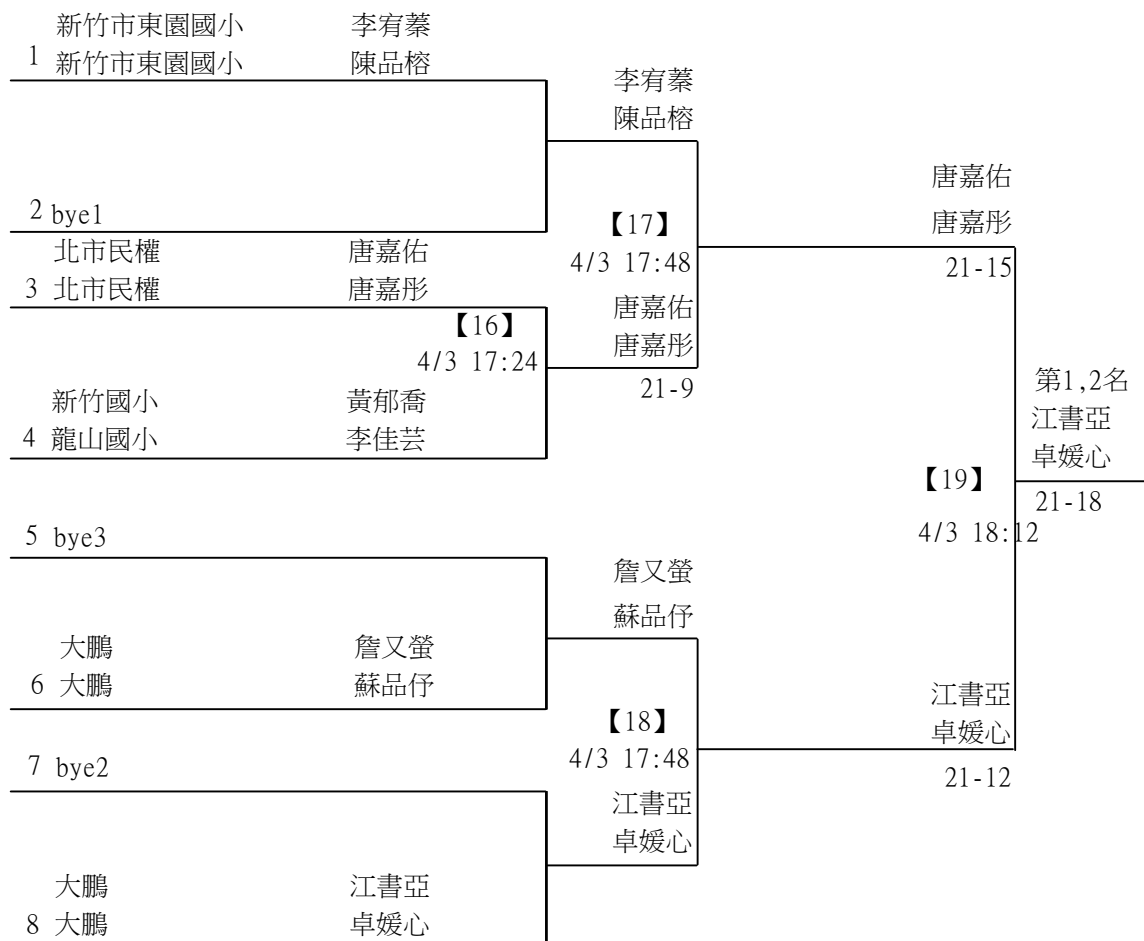 新竹市東園國小 李宥蓁
1 新竹市東園國小 陳品榕
李宥蓁
陳品榕
2 bye1
【17】
4/3 17:48
唐嘉佑
唐嘉彤
21-15
北市民權 唐嘉佑
3 北市民權 唐嘉彤
【16】
4/3 17:24
唐嘉佑
唐嘉彤
21-9
新竹國小 黃郁喬
4 龍山國小 李佳芸
第1,2名
江書亞
卓媛心
21-18
【19】
4/3 18:12
5 bye3
詹又螢
蘇品伃
大鵬 詹又螢
6 大鵬 蘇品伃
【18】
4/3 17:48
江書亞
卓媛心
21-12
7 bye2
江書亞
卓媛心
大鵬 江書亞
8 大鵬 卓媛心